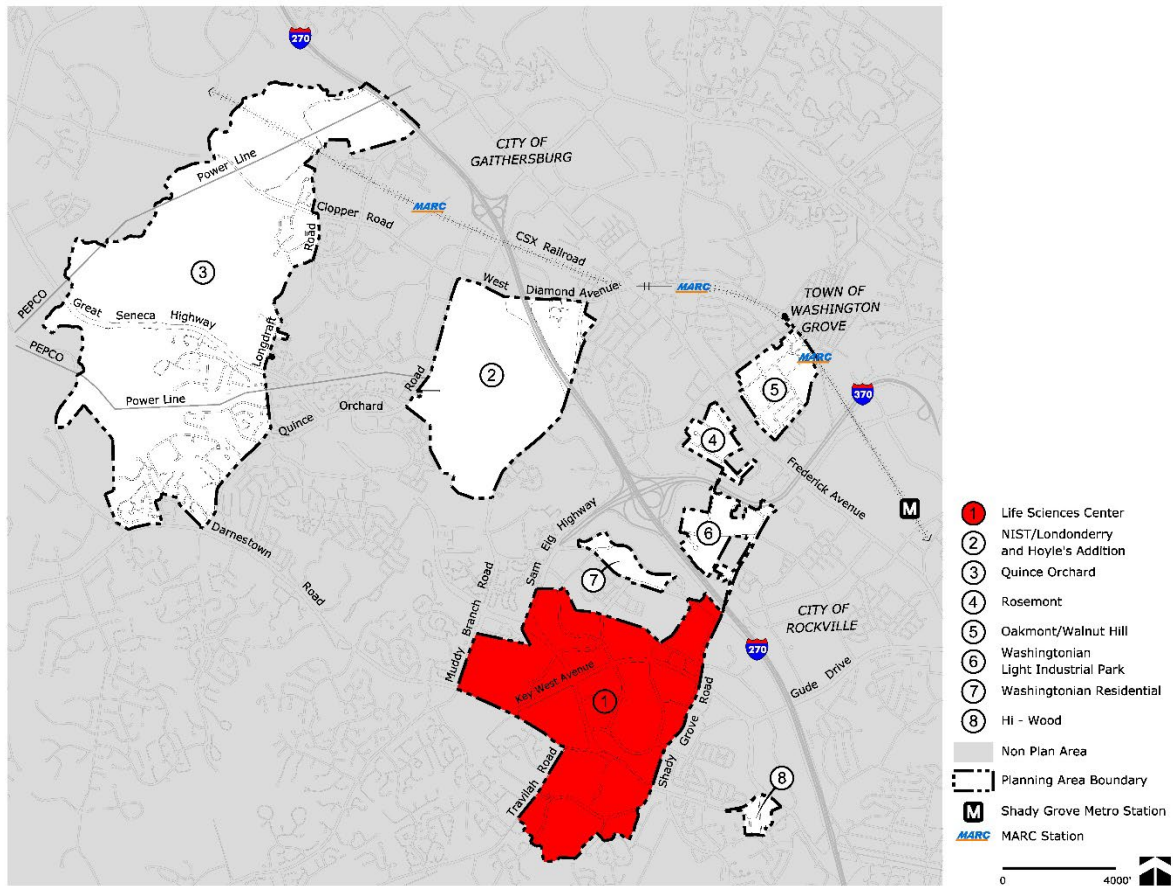 270
CITY OF
GAITHERSBURG
Power Line
Clopper Road
MARC
CSX Railroad
Road
3
West Diamond Avenue
MARC
TOWN OF
WASHINGTON
GROVE
PEPCO
Great Seneca Highway
Longdraft
PEPCO
MARC
2
5
370
Power Line
Road
Quince Orchard
4
Frederick Avenue
M
Darnestown
Road
Sam Eig Highway
6
7
Muddy Branch Road
CITY OF
ROCKVILLE
270
Key West Avenue
1
Gude Drive
Shady Grove Road
Travilah Road
8
1 Life Sciences Center
2 NIST/Londonderry
and Hoyle's Addition
3 Quince Orchard
4 Rosemont
5 Oakmont/Walnut Hill
6 Washingtonian
Light Industrial Park
7 Washingtonian Residential
8 Hi - Wood
Non Plan Area
Planning Area Boundary
M Shady Grove Metro Station
MARC MARC Station
0 4000'